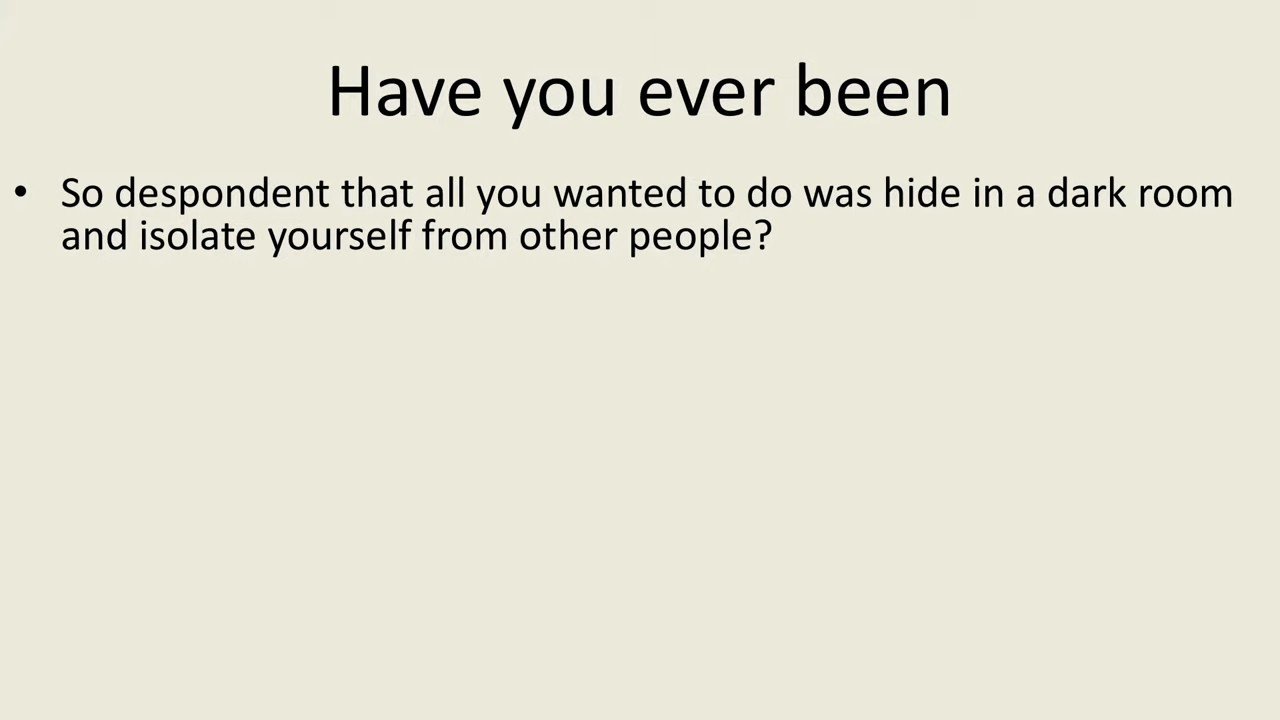 Have you ever been
• So despondent that all you wanted to do was hide in a dark room
and isolate yourself from other people?